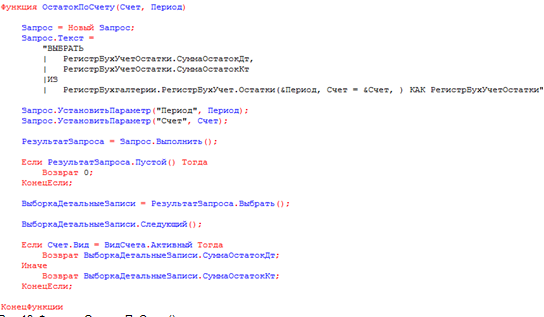 Функция ОстатокПоСчету(Счет, Период)
Запрос = Новый Запрос;
Запрос.Текст =
"ВЫБРАТЬ
|   РегистрБухУчетОстатки.СуммаОстатокДт,
|   РегистрБухУчетОстатки.СуммаОстатокКт
|ИЗ
|   РегистрБухгалтерии.РегистрБухУчет.Остатки(&Период, Счет = &Счет, ) КАК РегистрБухУчетОстатки"
Запрос.УстановитьПараметр("Период", Период);
Запрос.УстановитьПараметр("Счет", Счет);
РезультатЗапроса = Запрос.Выполнить();
Если РезультатЗапроса.Пустой() Тогда
Возврат 0;
КонецЕсли;
ВыборкаДетальныеЗаписи = РезультатЗапроса.Выбрать();
ВыборкаДетальныеЗаписи.Следующий();
Если Счет.Вид = ВидСчета.Активный Тогда
Возврат ВыборкаДетальныеЗаписи.СуммаОстатокДт;
Иначе
Возврат ВыборкаДетальныеЗаписи.СуммаОстатокКт;
КонецЕсли;
КонецФункции